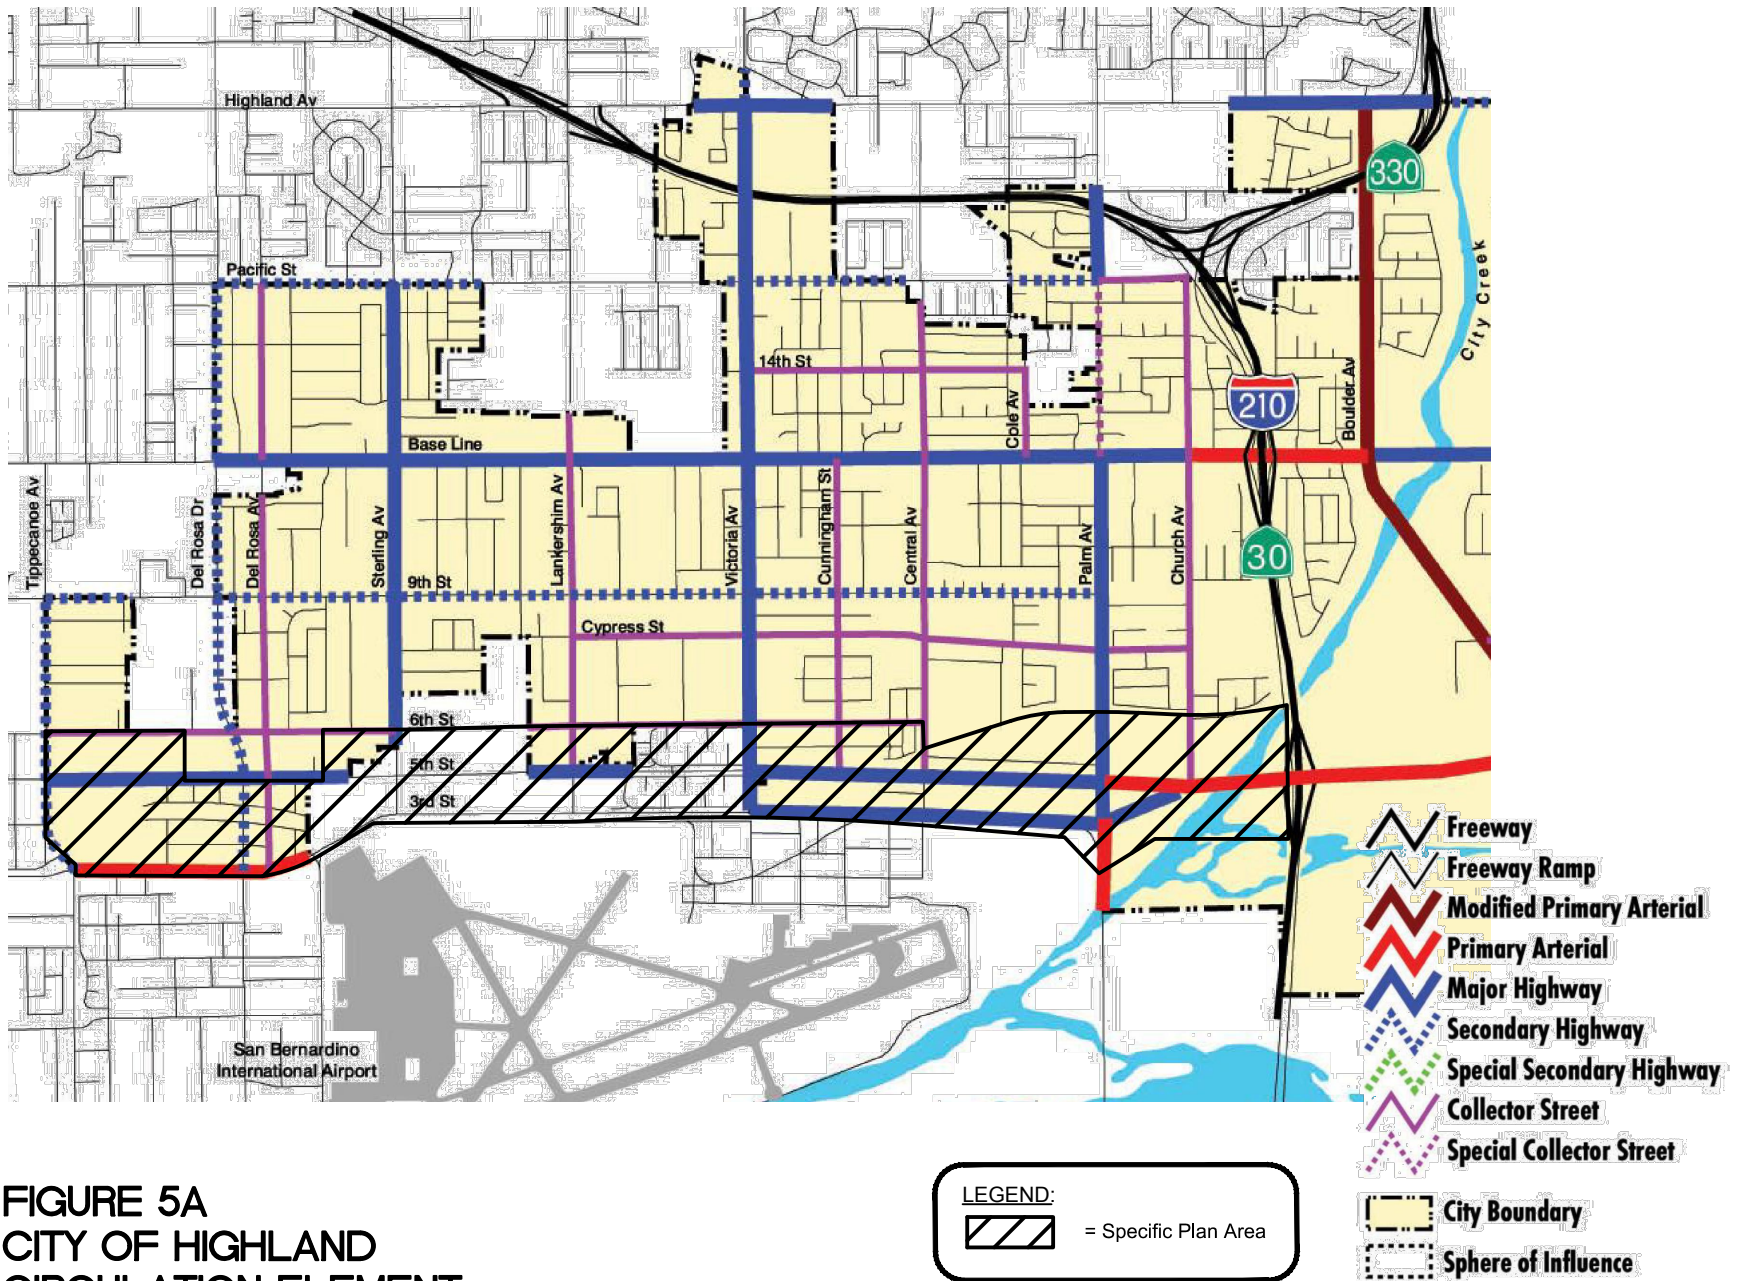 Highland Av
330
Pacific St
City Creek
14th St
210
Boulder Av
Cole Av
Base Line
Tippecanoe Av
Del Rosa Dr
Del Rosa Av
Sterling Av
Lankershim Av
Victoria Av
Cunningham St
Central Av
Palm Av
Church Av
30
9th St
Cypress St
6th St
5th St
3rd St
San Bernardino
International Airport
Freeway
Freeway Ramp
Modified Primary Arterial
Primary Arterial
Major Highway
Secondary Highway
Special Secondary Highway
Collector Street
Special Collector Street
City Boundary
Sphere of Influence
LEGEND:
= Specific Plan Area
FIGURE 5A
CITY OF HIGHLAND
CIRCULATION ELEMENT